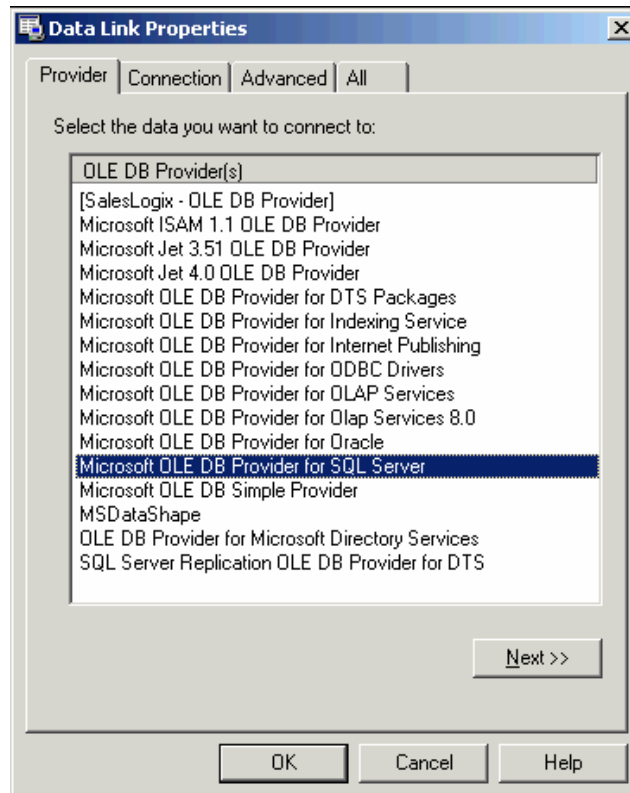 Data Link Properties
Provider Connection Advanced All
Select the data you want to connect to:
OLE DB Provider(s)
[SalesLogix - OLE DB Provider]
Microsoft ISAM 1.1 OLE DB Provider
Microsoft Jet 3.51 OLE DB Provider
Microsoft Jet 4.0 OLE DB Provider
Microsoft OLE DB Provider for DTS Packages
Microsoft OLE DB Provider for Indexing Service
Microsoft OLE DB Provider for Internet Publishing
Microsoft OLE DB Provider for ODBC Drivers
Microsoft OLE DB Provider for OLAP Services
Microsoft OLE DB Provider for Olap Services 8.0
Microsoft OLE DB Provider for Oracle
Microsoft OLE DB Provider for SQL Server
Microsoft OLE DB Simple Provider
MSDataShape
OLE DB Provider for Microsoft Directory Services
SQL Server Replication OLE DB Provider for DTS
Next >>
OK Cancel Help